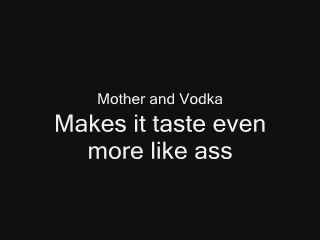 Mother and Vodka
Makes it taste even
more like ass